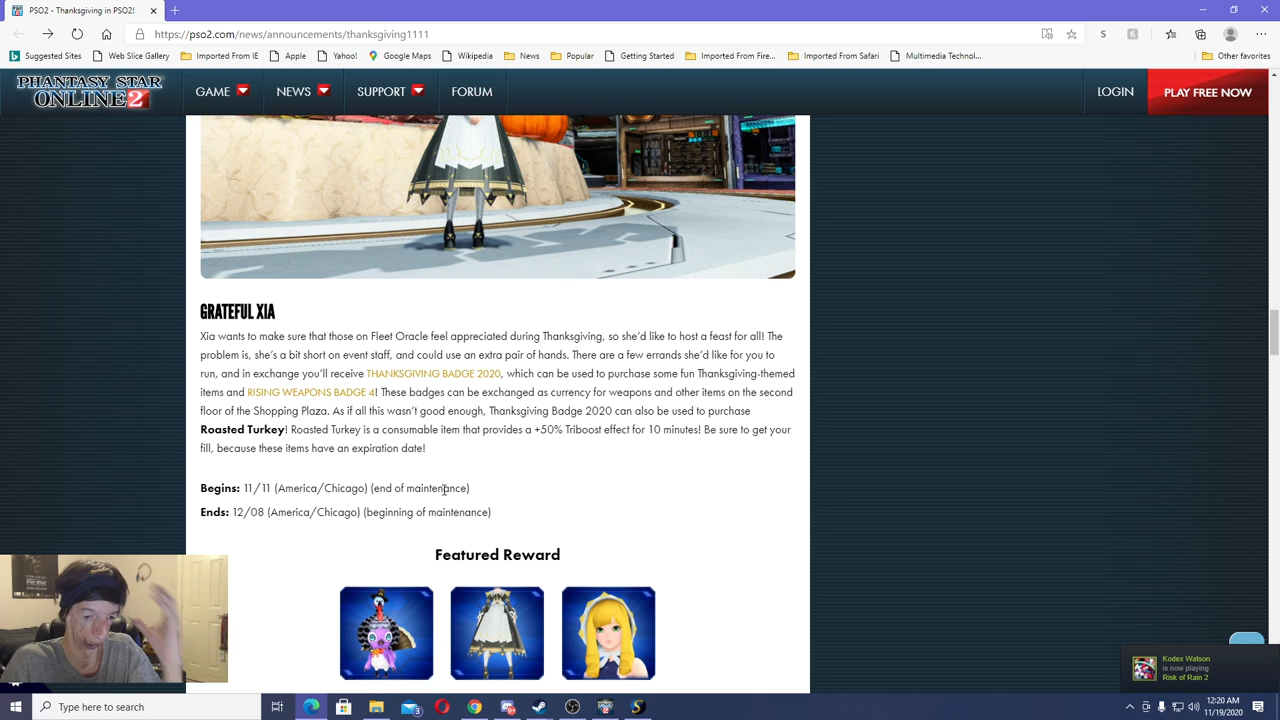 PSO2 - Thanksgiving in PSO2!
https://pso2.com/news/announcements/thanksgiving1111
Suggested Sites Web Slice Gallery Imported From IE Apple Yahoo! Google Maps Wikipedia News Popular Getting Started Imported From Fire... Imported From Safari Multimedia Technol... Other favorites
PHANTASY STAR
ONLINE 2
GAME NEWS SUPPORT FORUM LOGIN PLAY FREE NOW
GRATEFUL XIA
Xia wants to make sure that those on Fleet Oracle feel appreciated during Thanksgiving, so she'd like to host a feast for all! The
problem is, she's a bit short on event staff, and could use an extra pair of hands. There are a few errands she'd like for you to
run, and in exchange you'll receive THANKSGIVING BADGE 2020, which can be used to purchase some fun Thanksgiving-themed
items and RISING WEAPONS BADGE 4! These badges can be exchanged as currency for weapons and other items on the second
floor of the Shopping Plaza. As if all this wasn't good enough, Thanksgiving Badge 2020 can also be used to purchase
Roasted Turkey! Roasted Turkey is a consumable item that provides a +50% Triboost effect for 10 minutes! Be sure to get your
fill, because these items have an expiration date!
Begins: 11/11 (America/Chicago) (end of maintenance)
Ends: 12/08 (America/Chicago) (beginning of maintenance)
Featured Reward
Kodex Watson
is now playing
Risk of Rain 2
Type here to search
12:20 AM
11/19/2020